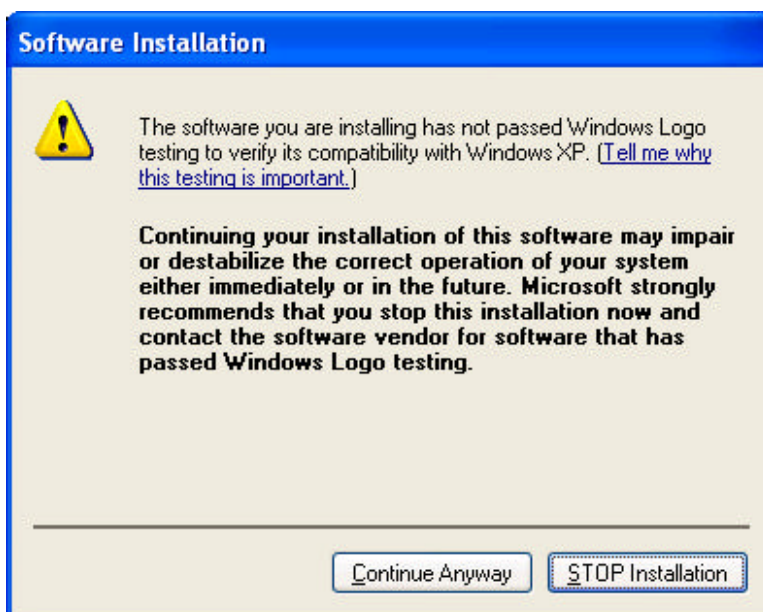 Software Installation
The software you are installing has not passed Windows Logo
testing to verify its compatibility with Windows XP. (Tell me why
this testing is important.)
Continuing your installation of this software may impair
or destabilize the correct operation of your system
either immediately or in the future. Microsoft strongly
recommends that you stop this installation now and
contact the software vendor for software that has
passed Windows Logo testing.
Continue Anyway
STOP Installation